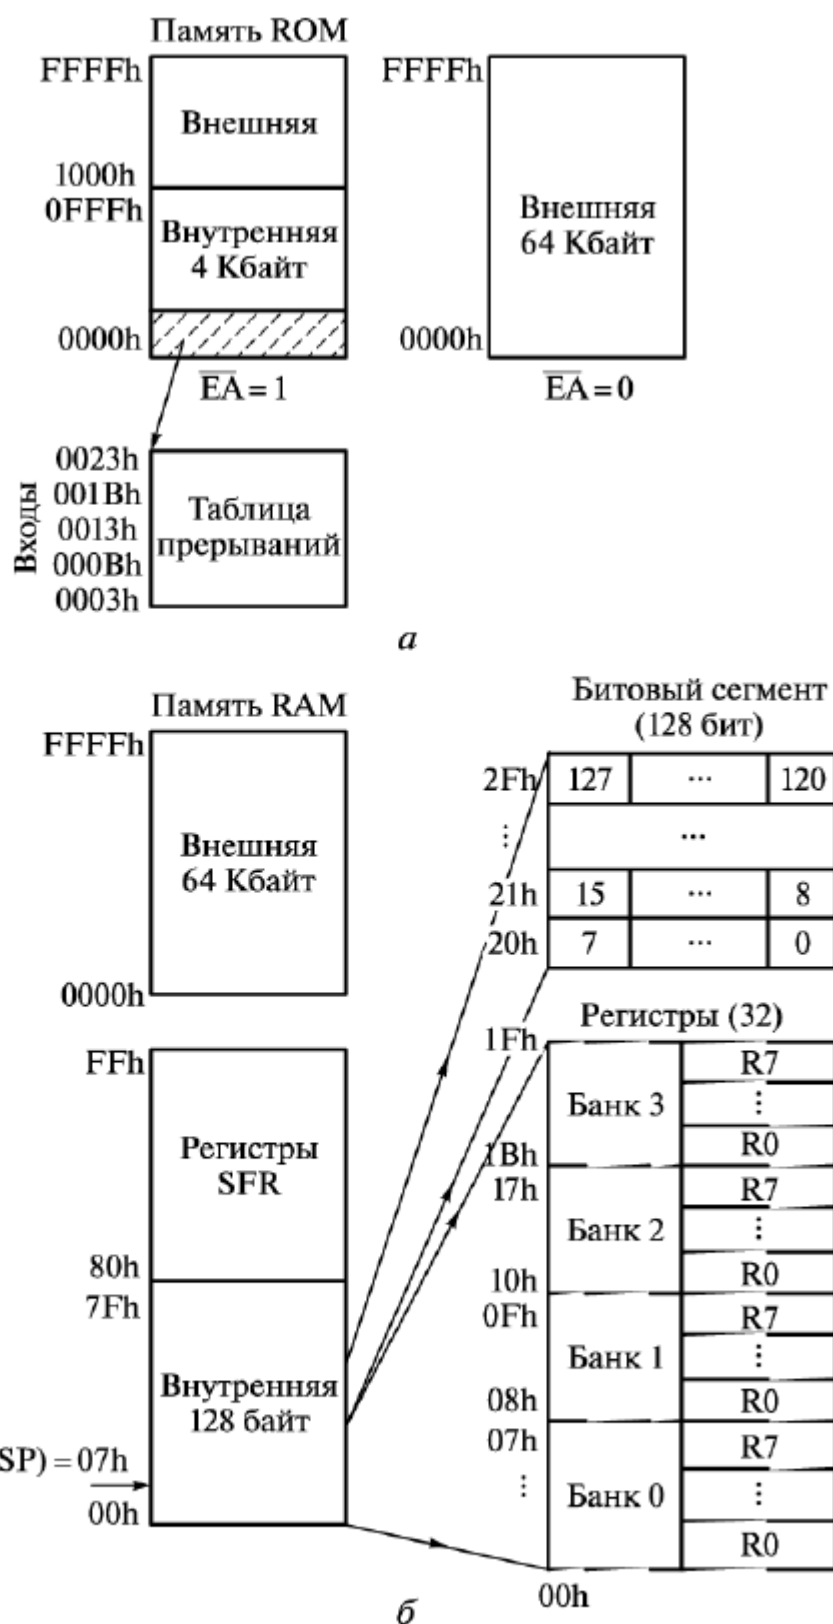 Память ROM
FFFFh
Внешняя
1000h
0FFFh
Внутренняя
4 Кбайт
0000h
EA = 1
FFFFh
Внешняя
64 Кбайт
0000h
EA = 0
Входы
0023h
001Bh
0013h
000Bh
0003h
Таблица
прерываний
а
Память RAM
FFFFh
Внешняя
64 Кбайт
0000h
FFh
Регистры
SFR
80h
7Fh
Внутренняя
128 байт
SP) = 07h
00h
Битовый сегмент
(128 бит)
2Fh 127 ... 120
⋮ ...
21h 15 ... 8
20h 7 ... 0
Регистры (32)
1Fh
Банк 3
R7
⋮
R0
1Bh
17h
Банк 2
R7
⋮
R0
10h
0Fh
Банк 1
R7
⋮
R0
08h
07h
⋮
Банк 0
R7
⋮
R0
00h
б